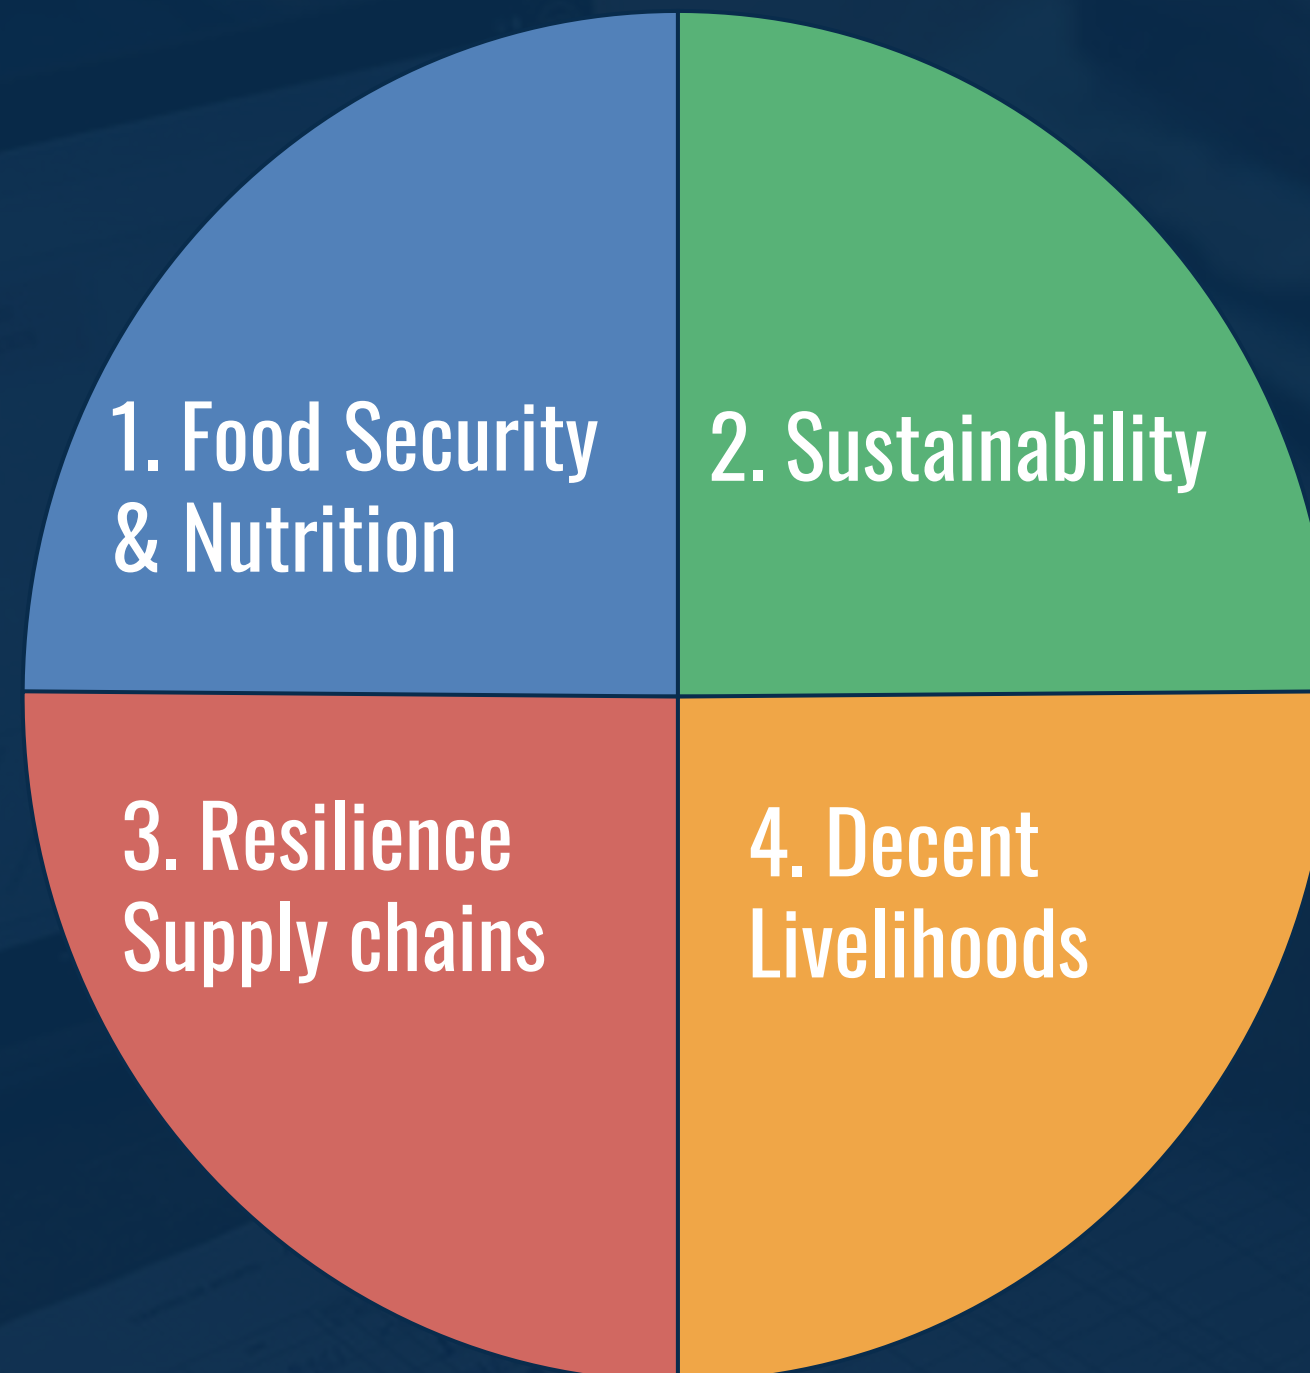 1. Food Security
& Nutrition
2. Sustainability
3. Resilience
Supply chains
4. Decent
Livelihoods